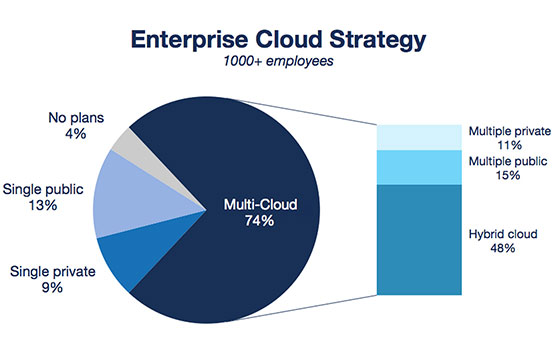 Enterprise Cloud Strategy
1000+ employees
No plans
4%
Single public
13%
Single private
9%
Multi-Cloud
74%
Multiple private
11%
Multiple public
15%
Hybrid cloud
48%